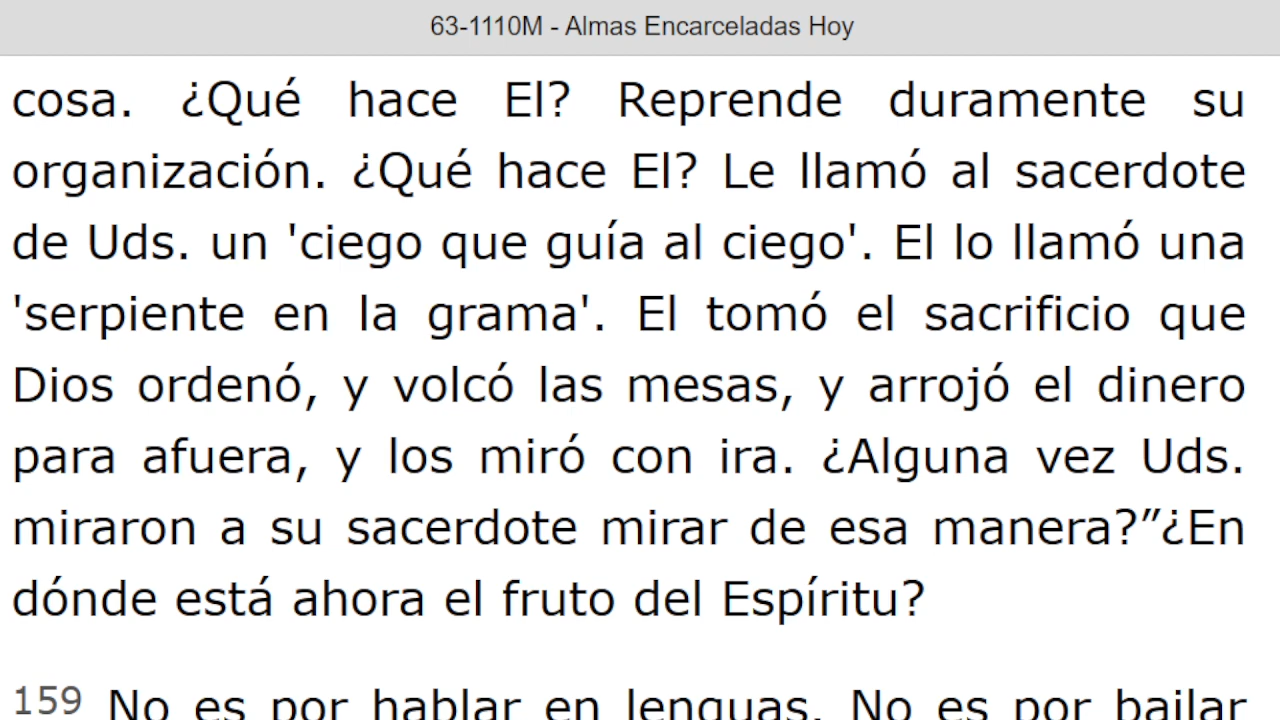 63-1110M - Almas Encarceladas Hoy
cosa. ¿Qué hace El? Reprende duramente su
organización. ¿Qué hace El? Le llamó al sacerdote
de Uds. un 'ciego que guía al ciego'. El lo llamó una
'serpiente en la grama'. El tomó el sacrificio que
Dios ordenó, y volcó las mesas, y arrojó el dinero
para afuera, y los miró con ira. ¿Alguna vez Uds.
miraron a su sacerdote mirar de esa manera?”¿En
dónde está ahora el fruto del Espíritu?
159 No es por hablar en lenguas. No es por bailar